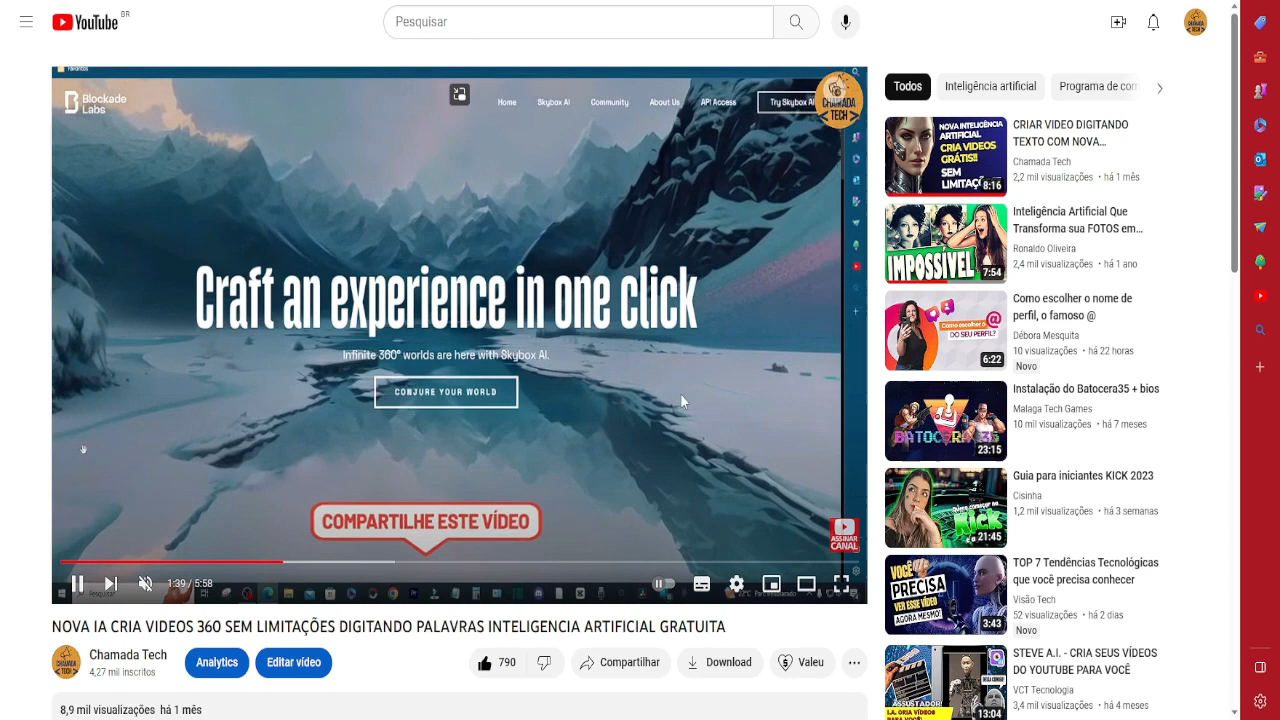 YouTube BR
Pesquisar
Blockade
Labs
Home
Skybox AI
Community
About Us
API Access
Try Skybox AI
CHAMADA
TECH
Craft an experience in one click
Infinite 360° worlds are here with Skybox AI.
CONJURE YOUR WORLD
COMPARTILHE ESTE VÍDEO
ASSINAR
CANAL
1:39 / 5:58
Pesquisar
NOVA IA CRIA VIDEOS 360 SEM LIMITAÇÕES DIGITANDO PALAVRAS INTELIGENCIA ARTIFICIAL GRATUITA
Chamada Tech
4,27 mil inscritos
Analytics
Editar vídeo
790
Compartilhar
Download
Valeu
8,9 mil visualizações há 1 mês
Todos
Inteligência artificial
Programa de com
NOVA INTELIGÊNCIA
ARTIFICIAL
CRIA VIDEOS
GRÁTIS!!
SEM
8:16
CRIAR VIDEO DIGITANDO
TEXTO COM NOVA...
Chamada Tech
2,2 mil visualizações • há 1 mês
IMPOSSÍVEL
7:54
Inteligência Artificial Que
Transforma sua FOTOS em...
Ronaldo Oliveira
2,4 mil visualizações • há 1 ano
Como escolher o
@
DO SEU PERFIL?
6:22
Como escolher o nome de
perfil, o famoso @
Débora Mesquita
10 visualizações • há 22 horas
Novo
BATOCERA 35
23:15
Instalação do Batocera35 + bios
Malaga Tech Games
10 mil visualizações • há 7 meses
Kick
21:45
Guia para iniciantes KICK 2023
Cisinha
1,2 mil visualizações • há 3 semanas
VOCÊ
PRECISA
VER ESSE VÍDEO
AGORA MESMO!
3:43
TOP 7 Tendências Tecnológicas
que você precisa conhecer
Visão Tech
52 visualizações • há 2 dias
Novo
ASSUSTADOR!
13:04
STEVE A.I. - CRIA SEUS VÍDEOS
DO YOUTUBE PARA VOCÊ
VCT Tecnologia
3,4 mil visualizações • há 4 meses